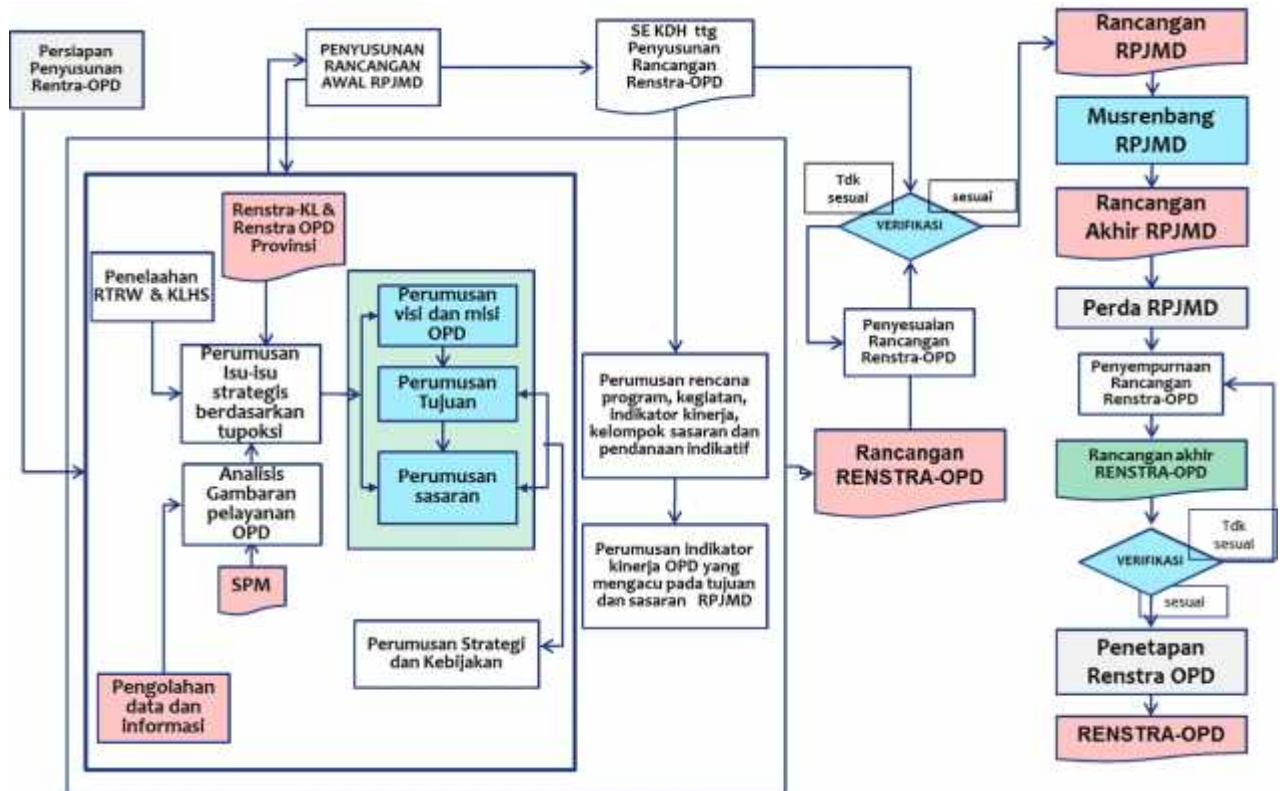 Persiapan
Penyusunan
Rentra-OPD
PENYUSUNAN
RANCANGAN
AWAL RPJMD
SE KDH ttg
Penyusunan
Rancangan
Renstra-OPD
Rancangan
RPJMD
Musrenbang
RPJMD
Rancangan
Akhir RPJMD
Perda RPJMD
Penyempurnaan
Rancangan
Renstra-OPD
Rancangan akhir
RENSTRA-OPD
VERIFIKASI
Tdk
sesuai
sesuai
Penetapan
Renstra OPD
RENSTRA-OPD
Tdk
sesuai
sesuai
VERIFIKASI
Penyesuaian
Rancangan
Renstra-OPD
Rancangan
RENSTRA-OPD
Renstra-KL &
Renstra OPD
Provinsi
Penelaahan
RTRW & KLHS
Perumusan
Isu-isu
strategis
berdasarkan
tupoksi
Analisis
Gambaran
pelayanan
OPD
SPM
Pengolahan
data dan
informasi
Perumusan
visi dan misi
OPD
Perumusan
Tujuan
Perumusan
sasaran
Perumusan Strategi
dan Kebijakan
Perumusan rencana
program, kegiatan,
indikator kinerja,
kelompok sasaran dan
pendanaan indikatif
Perumusan indikator
kinerja OPD yang
mengacu pada tujuan
dan sasaran RPJMD